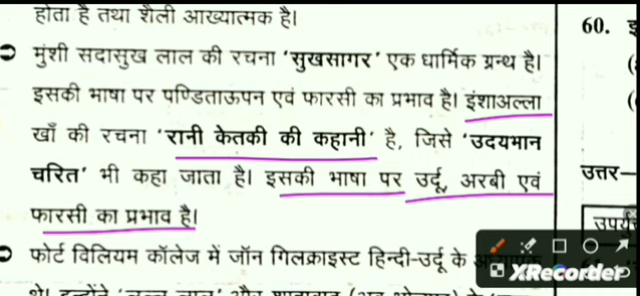 होता है तथा शैली आख्यात्मक है।
मुंशी सदासुख लाल की रचना 'सुखसागर' एक धार्मिक ग्रन्थ है।
इसकी भाषा पर पण्डिताऊपन एवं फारसी का प्रभाव है। इंशाअल्ला
खाँ की रचना 'रानी केतकी की कहानी' है, जिसे 'उदयभान
चरित' भी कहा जाता है। इसकी भाषा पर उर्दू, अरबी एवं
फारसी का प्रभाव है।
फोर्ट विलियम कॉलेज में जॉन गिलक्राइस्ट हिन्दी-उर्दू के
60.
उत्तर–
XRecorder